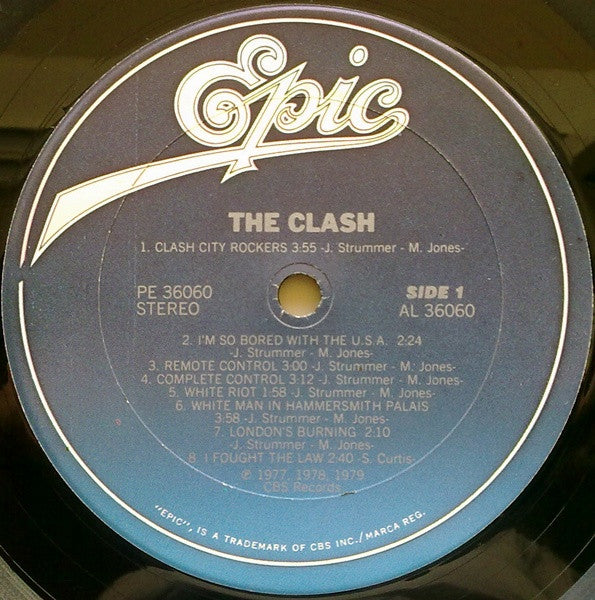 Epic
THE CLASH
1. CLASH CITY ROCKERS 3:55 -J. Strummer - M. Jones-
PE 36060
STEREO
SIDE 1
AL 36060
2. I'M SO BORED WITH THE U.S.A. 2:24
-J. Strummer - M. Jones-
3. REMOTE CONTROL 3:00 -J. Strummer - M. Jones-
4. COMPLETE CONTROL 3:12 -J. Strummer - M. Jones-
5. WHITE RIOT 1:58 -J. Strummer - M. Jones-
6. WHITE MAN IN HAMMERSMITH PALAIS
3:58 -J. Strummer - M. Jones-
7. LONDON'S BURNING 2:10
-J. Strummer - M. Jones-
8. I FOUGHT THE LAW 2:40 -S. Curtis-
℗ 1977, 1978, 1979
CBS Records
"EPIC", IS A TRADEMARK OF CBS INC./MARCA REG.